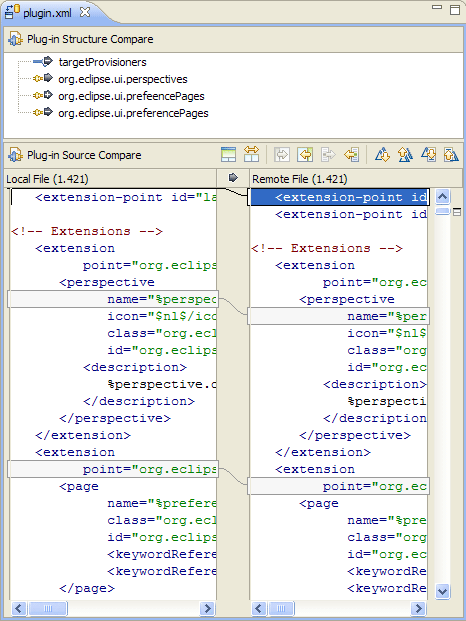 plugin.xml
Plug-in Structure Compare
targetProvisioners
org.eclipse.ui.perspectives
org.eclipse.ui.prefeencePages
org.eclipse.ui.preferencePages
Plug-in Source Compare
Local File (1.421)
<extension-point id="la
<!-- Extensions -->
<extension
point="org.eclips
<perspective
name="%perspec
icon="$nl$/ico
class="org.ecl
id="org.eclips
<description>
%perspective.d
</description>
</perspective>
</extension>
<extension
point="org.eclips
<page
name="%prefere
class="org.ecl
id="org.eclips
<keywordRefere
<keywordRefere
</page>
Remote File (1.421)
<extension-point id
<extension-point id
<!-- Extensions -->
<extension
point="org.ec
<perspective
name="%per
icon="$nl$
class="org
id="org.ec
<description>
%perspecti
</description
</perspective>
</extension>
<extension
point="org.ec
<page
name="%pre
class="org
id="org.ec
<keywordRe
<keywordRe